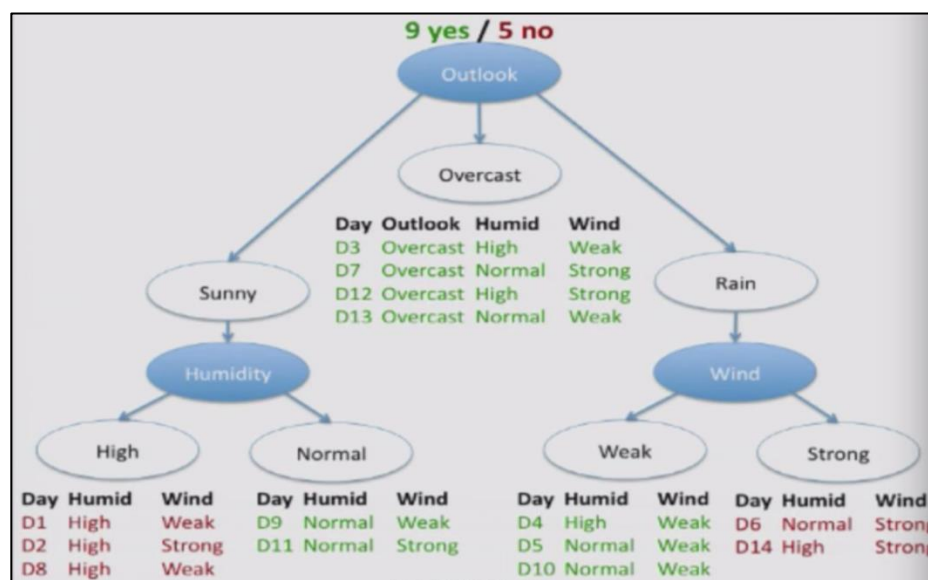 9 yes / 5 no
Outlook
Overcast
Day Outlook Humid Wind
D3 Overcast High Weak
D7 Overcast Normal Strong
D12 Overcast High Strong
D13 Overcast Normal Weak
Sunny
Rain
Humidity
Wind
High
Normal
Weak
Strong
Day Humid Wind
D1 High Weak
D2 High Strong
D8 High Weak
Day Humid Wind
D9 Normal Weak
D11 Normal Strong
Day Humid Wind
D4 High Weak
D5 Normal Weak
D10 Normal Weak
Day Humid Wind
D6 Normal Strong
D14 High Strong